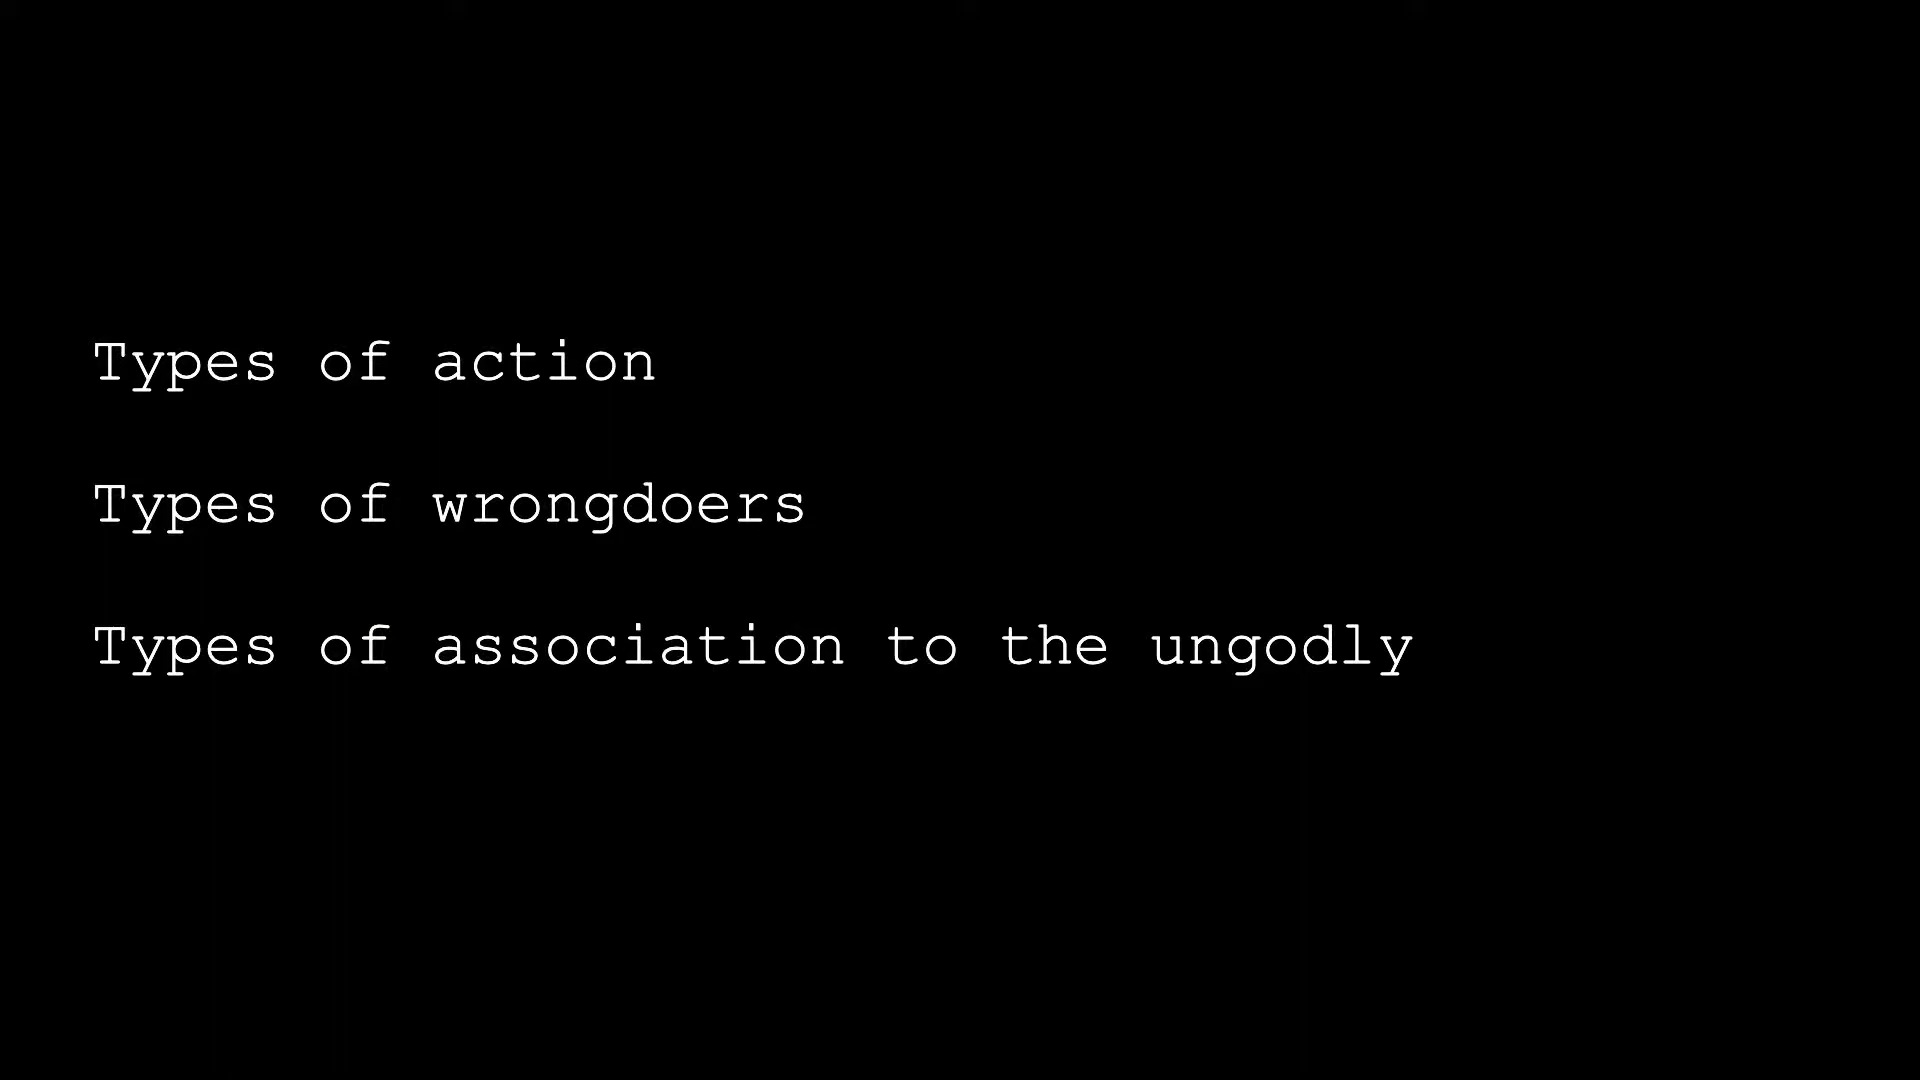 Types of action
Types of wrongdoers
Types of association to the ungodly